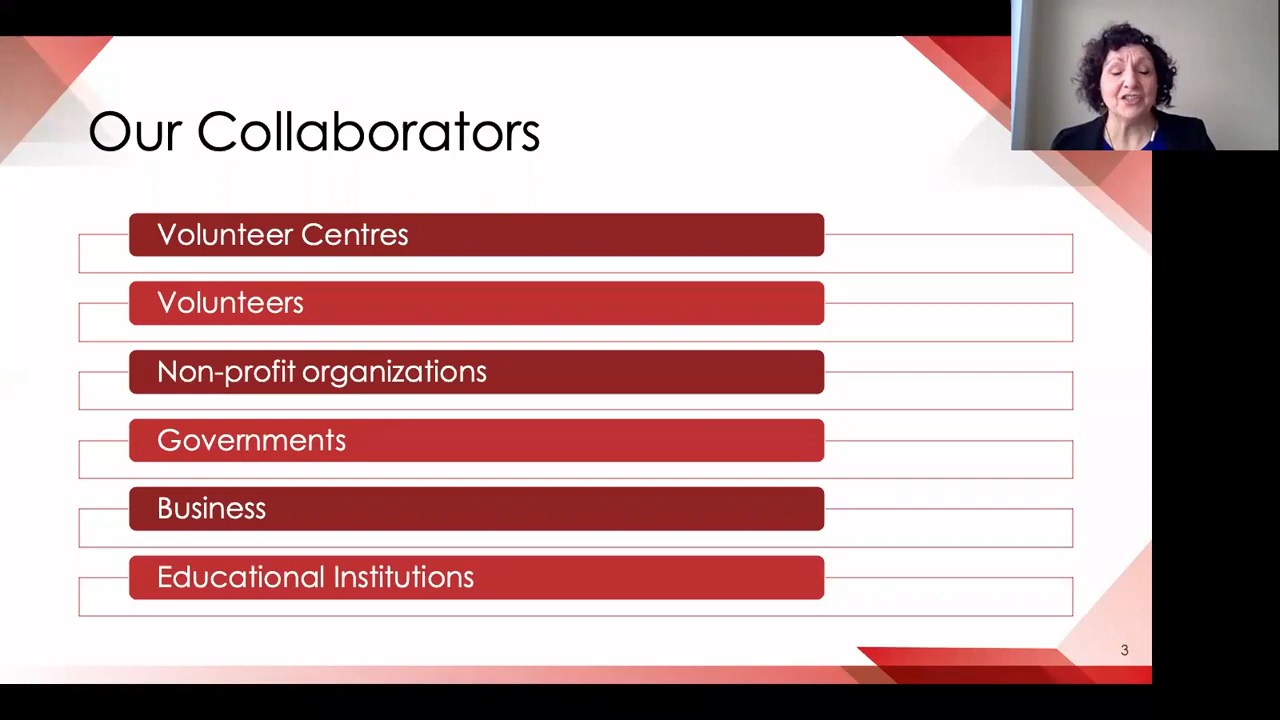 Our Collaborators
Volunteer Centres
Volunteers
Non-profit organizations
Governments
Business
Educational Institutions
3